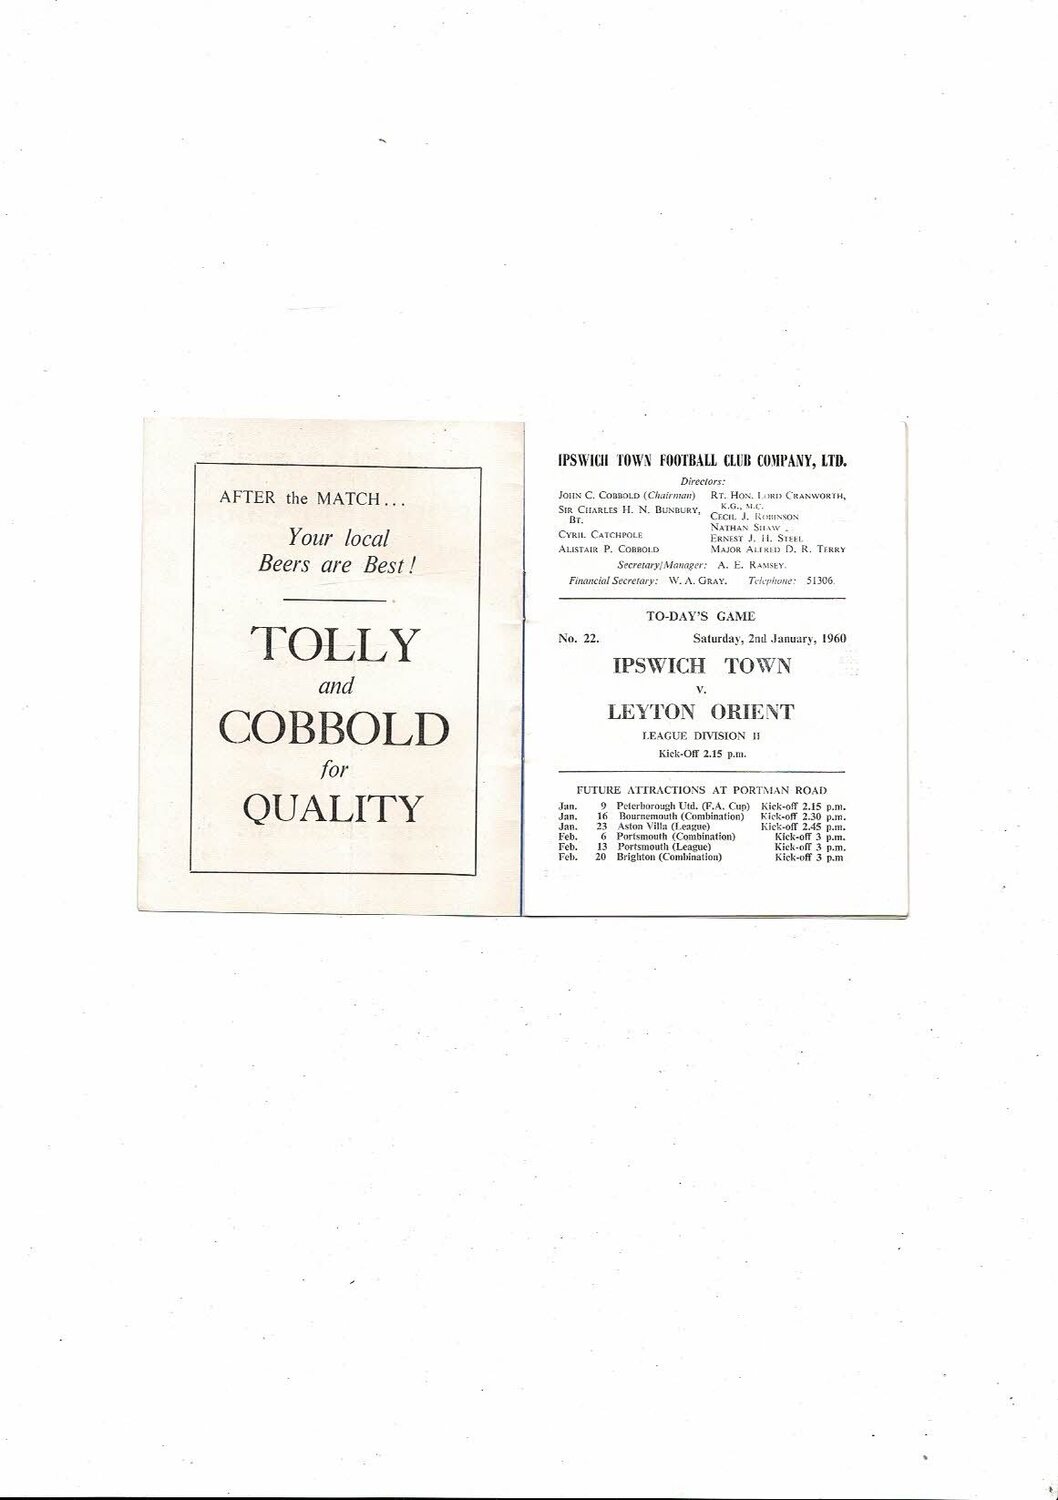 AFTER the MATCH...
Your local
Beers are Best!
TOLLY
and
COBBOLD
for
QUALITY
IPSWICH TOWN FOOTBALL CLUB COMPANY, LTD.
Directors:
JOHN C. COBBOLD (Chairman)
SIR CHARLES H. N. BUNBURY,
BT.
CYRIL CATCHPOLE
ALISTAIR P. COBBOLD
RT. HON. LORD CRANWORTH,
K.G., M.C.
CECIL J. ROBINSON
NATHAN SHAW.
ERNEST J. H. STEEL
MAJOR ALFRED D. R. TERRY
Secretary/Manager: A. E. RAMSEY.
Financial Secretary: W. A. GRAY. Telephone: 51306.
TO-DAY'S GAME
No. 22. Saturday, 2nd January, 1960
IPSWICH TOWN
v.
LEYTON ORIENT
LEAGUE DIVISION II
Kick-Off 2.15 p.m.
FUTURE ATTRACTIONS AT PORTMAN ROAD
Jan. 9 Peterborough Utd. (F.A. Cup) Kick-off 2.15 p.m.
Jan. 16 Bournemouth (Combination) Kick-off 2.30 p.m.
Jan. 23 Aston Villa (League) Kick-off 2.45 p.m.
Feb. 6 Portsmouth (Combination) Kick-off 3 p.m.
Feb. 13 Portsmouth (League) Kick-off 3 p.m.
Feb. 20 Brighton (Combination) Kick-off 3 p.m